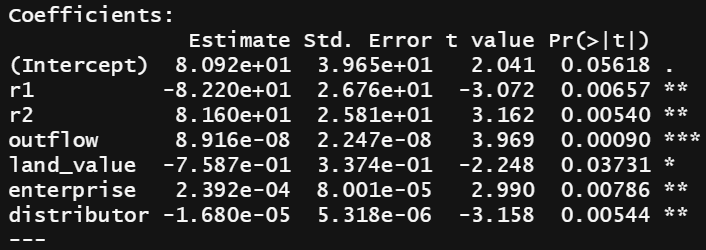 Coefficients:
Estimate Std. Error t value Pr(>|t|)
(Intercept) 8.092e+01 3.965e+01 2.041 0.05618 .
r1 -8.220e+01 2.676e+01 -3.072 0.00657 **
r2 8.160e+01 2.581e+01 3.162 0.00540 **
outflow 8.916e-08 2.247e-08 3.969 0.00090 ***
land_value -7.587e-01 3.374e-01 -2.248 0.03731 *
enterprise 2.392e-04 8.001e-05 2.990 0.00786 **
distributor -1.680e-05 5.318e-06 -3.158 0.00544 **
---